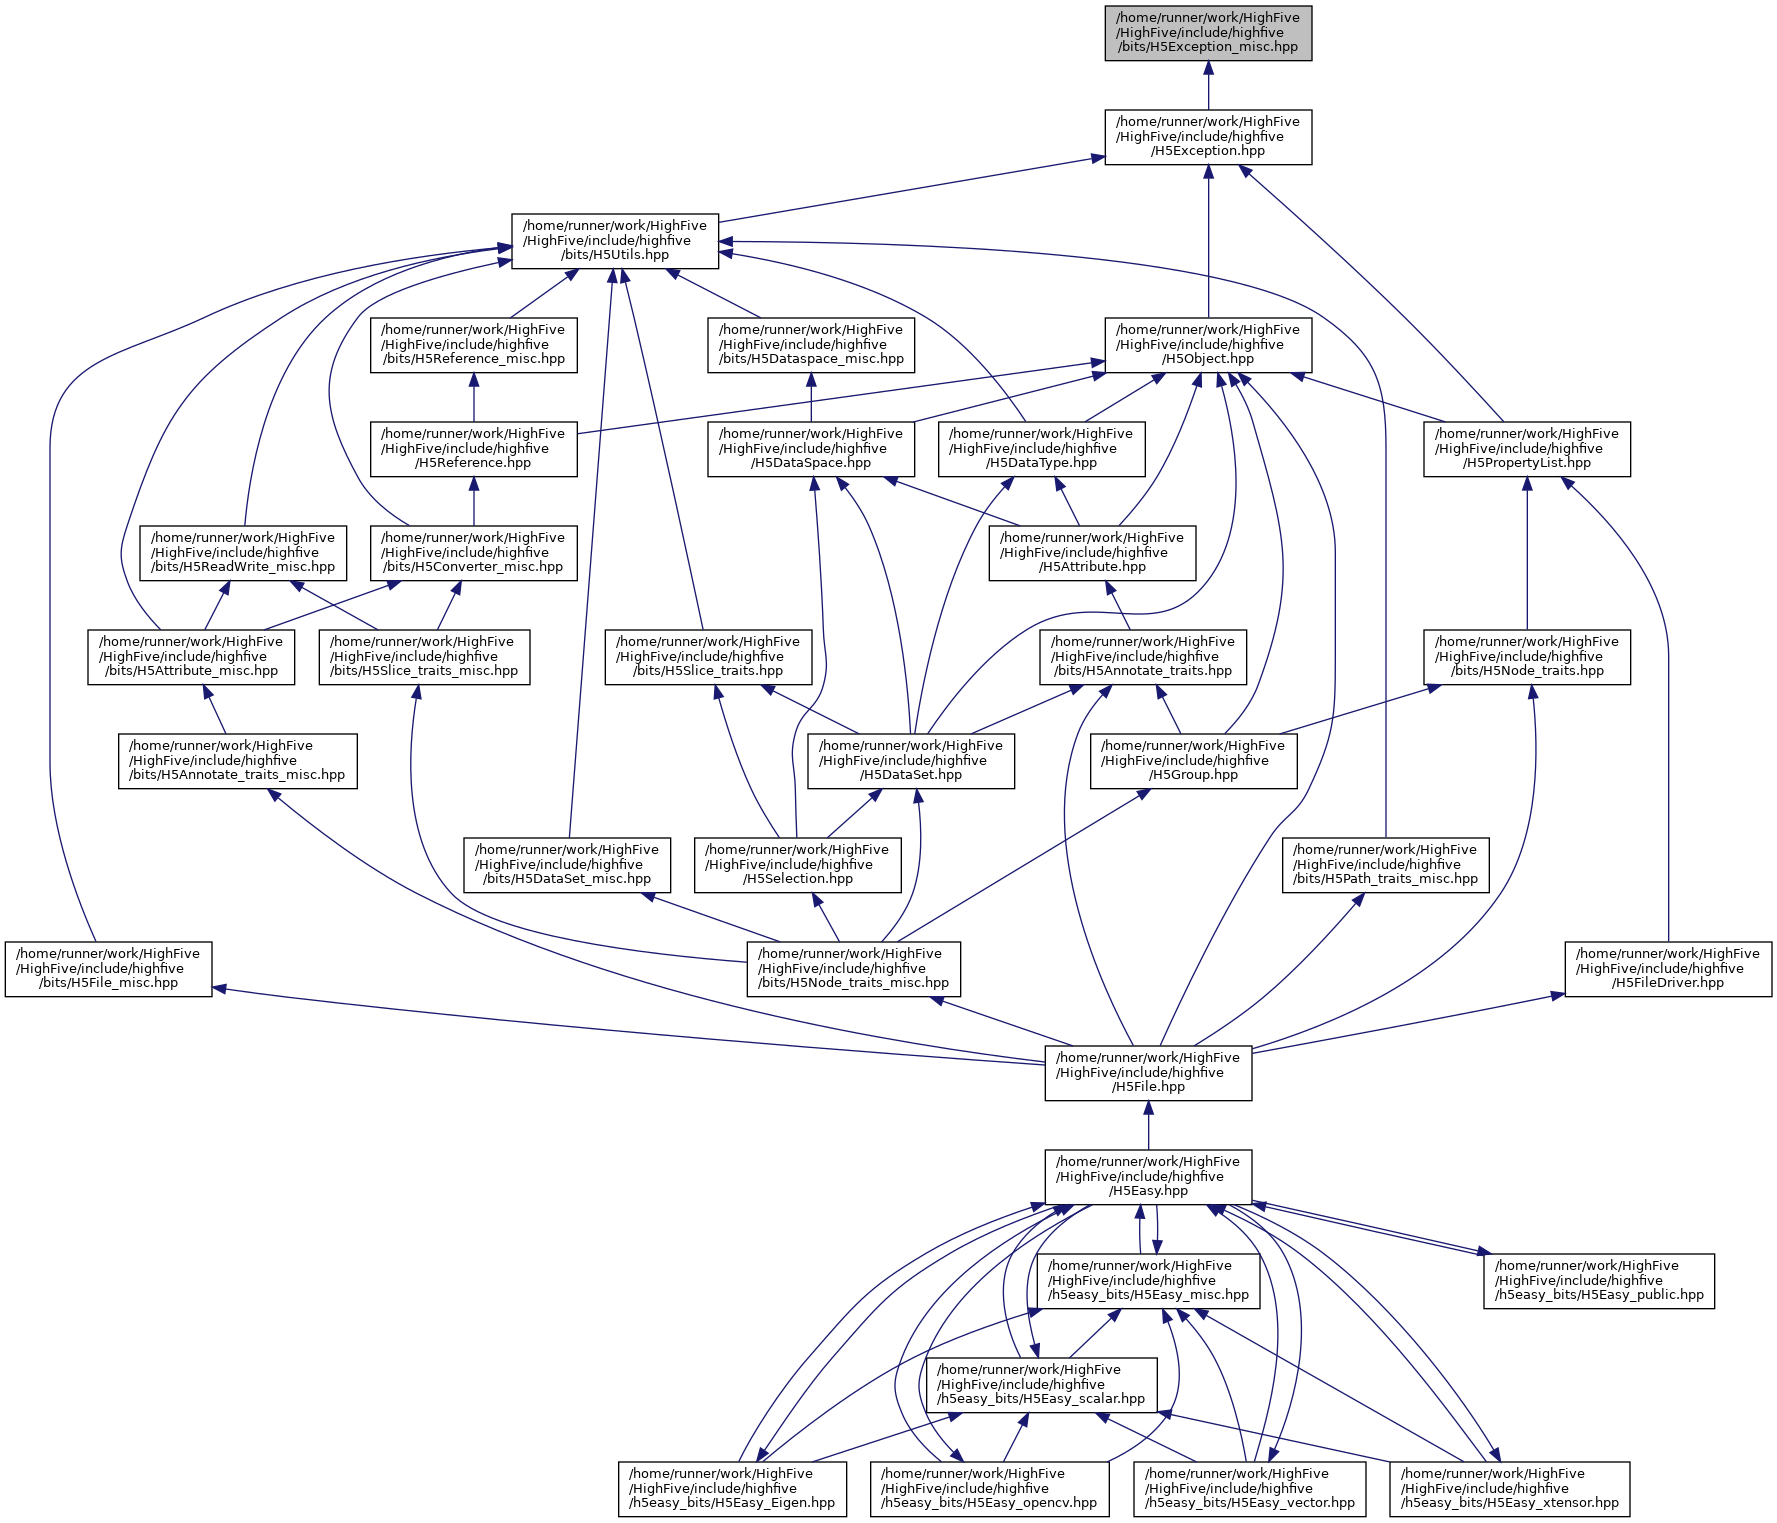 /home/runner/work/HighFive
/HighFive/include/highfive
/bits/H5Exception_misc.hpp
/home/runner/work/HighFive
/HighFive/include/highfive
/H5Exception.hpp
/home/runner/work/HighFive
/HighFive/include/highfive
/bits/H5Utils.hpp
/home/runner/work/HighFive
/HighFive/include/highfive
/bits/H5Reference_misc.hpp
/home/runner/work/HighFive
/HighFive/include/highfive
/bits/H5Dataspace_misc.hpp
/home/runner/work/HighFive
/HighFive/include/highfive
/H5Object.hpp
/home/runner/work/HighFive
/HighFive/include/highfive
/H5Reference.hpp
/home/runner/work/HighFive
/HighFive/include/highfive
/H5DataSpace.hpp
/home/runner/work/HighFive
/HighFive/include/highfive
/H5DataType.hpp
/home/runner/work/HighFive
/HighFive/include/highfive
/H5PropertyList.hpp
/home/runner/work/HighFive
/HighFive/include/highfive
/bits/H5ReadWrite_misc.hpp
/home/runner/work/HighFive
/HighFive/include/highfive
/bits/H5Converter_misc.hpp
/home/runner/work/HighFive
/HighFive/include/highfive
/H5Attribute.hpp
/home/runner/work/HighFive
/HighFive/include/highfive
/bits/H5Attribute_misc.hpp
/home/runner/work/HighFive
/HighFive/include/highfive
/bits/H5Slice_traits_misc.hpp
/home/runner/work/HighFive
/HighFive/include/highfive
/bits/H5Slice_traits.hpp
/home/runner/work/HighFive
/HighFive/include/highfive
/bits/H5Annotate_traits.hpp
/home/runner/work/HighFive
/HighFive/include/highfive
/bits/H5Node_traits.hpp
/home/runner/work/HighFive
/HighFive/include/highfive
/bits/H5Annotate_traits_misc.hpp
/home/runner/work/HighFive
/HighFive/include/highfive
/H5DataSet.hpp
/home/runner/work/HighFive
/HighFive/include/highfive
/H5Group.hpp
/home/runner/work/HighFive
/HighFive/include/highfive
/bits/H5DataSet_misc.hpp
/home/runner/work/HighFive
/HighFive/include/highfive
/H5Selection.hpp
/home/runner/work/HighFive
/HighFive/include/highfive
/bits/H5Path_traits_misc.hpp
/home/runner/work/HighFive
/HighFive/include/highfive
/bits/H5File_misc.hpp
/home/runner/work/HighFive
/HighFive/include/highfive
/bits/H5Node_traits_misc.hpp
/home/runner/work/HighFive
/HighFive/include/highfive
/H5FileDriver.hpp
/home/runner/work/HighFive
/HighFive/include/highfive
/H5File.hpp
/home/runner/work/HighFive
/HighFive/include/highfive
/H5Easy.hpp
/home/runner/work/HighFive
/HighFive/include/highfive
/h5easy_bits/H5Easy_misc.hpp
/home/runner/work/HighFive
/HighFive/include/highfive
/h5easy_bits/H5Easy_public.hpp
/home/runner/work/HighFive
/HighFive/include/highfive
/h5easy_bits/H5Easy_scalar.hpp
/home/runner/work/HighFive
/HighFive/include/highfive
/h5easy_bits/H5Easy_Eigen.hpp
/home/runner/work/HighFive
/HighFive/include/highfive
/h5easy_bits/H5Easy_opencv.hpp
/home/runner/work/HighFive
/HighFive/include/highfive
/h5easy_bits/H5Easy_vector.hpp
/home/runner/work/HighFive
/HighFive/include/highfive
/h5easy_bits/H5Easy_xtensor.hpp